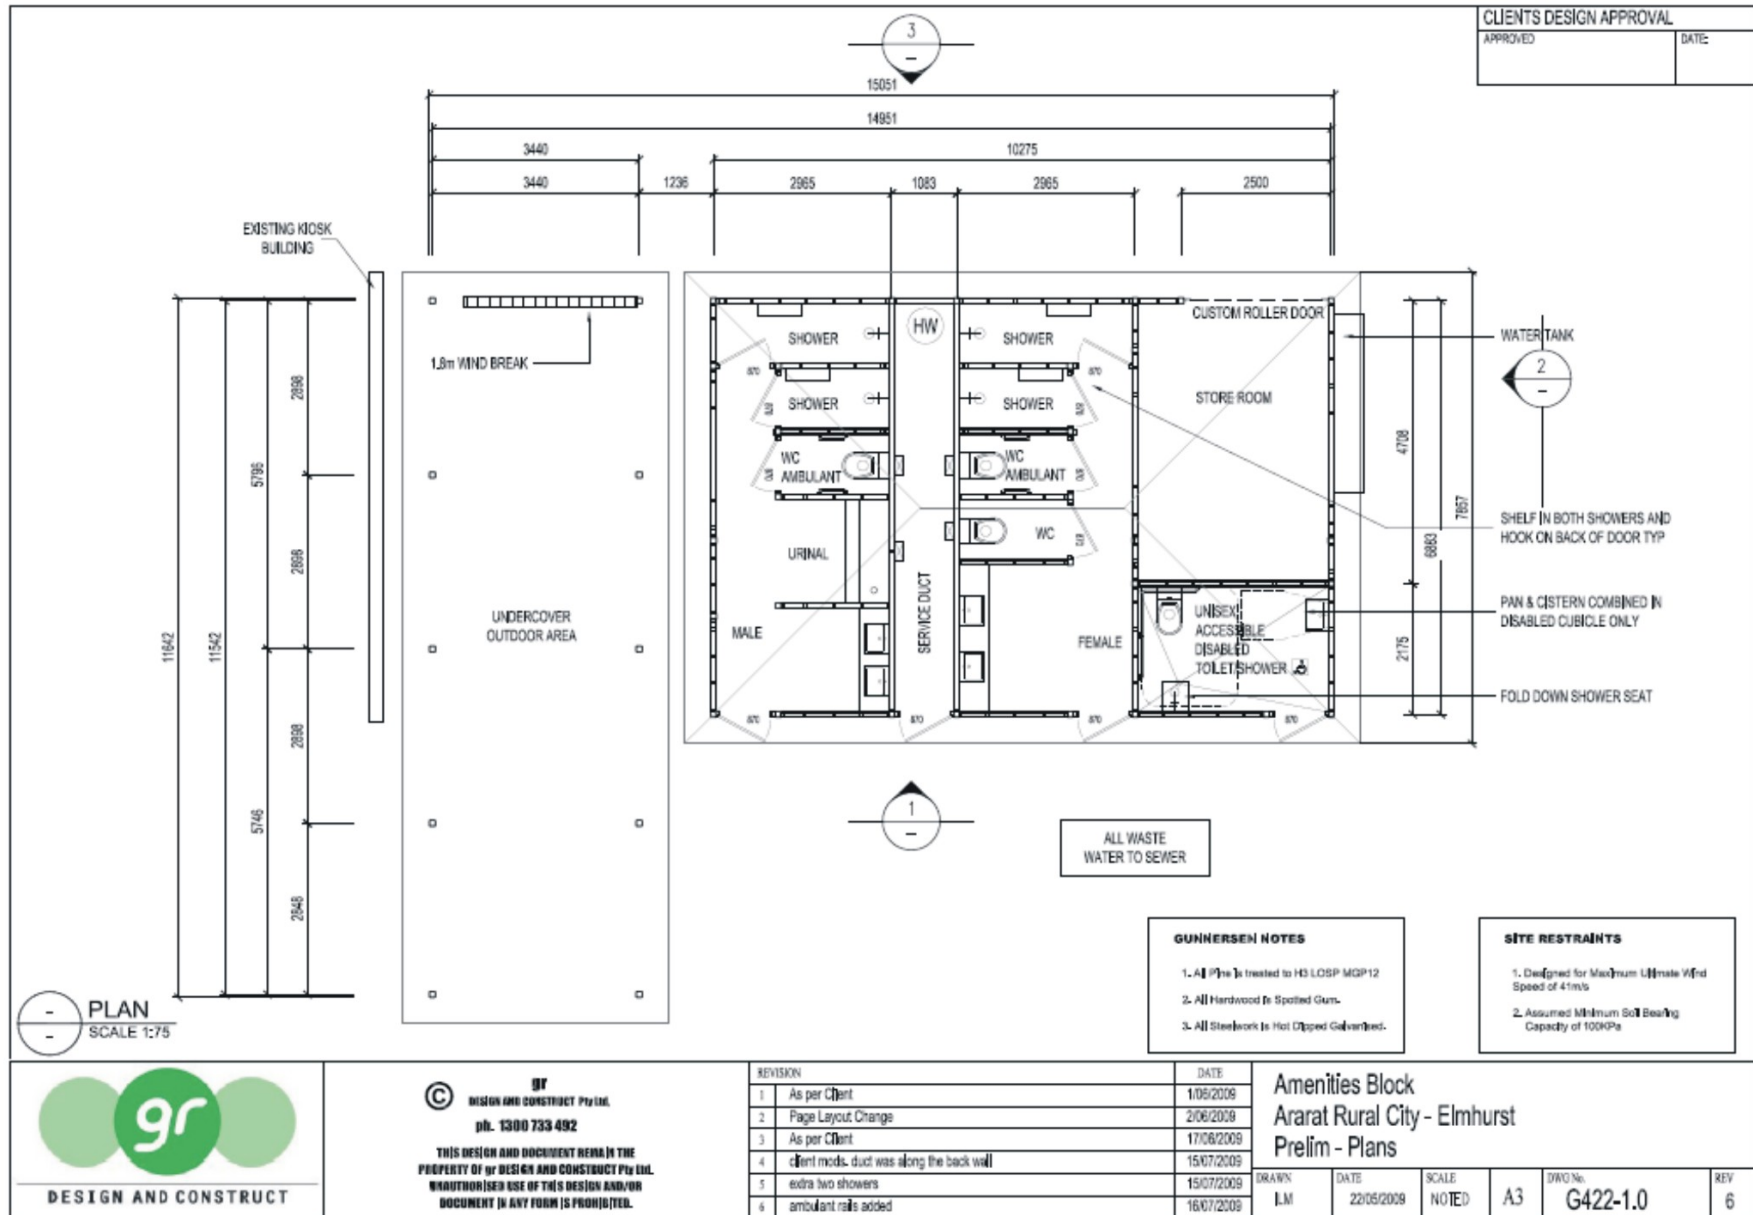 CLIENTS DESIGN APPROVAL
APPROVED
DATE:
3
-
15051
14951
3440
10275
3440
1236
2965
1083
2965
2500
EXISTING KIOSK
BUILDING
1.8m WIND BREAK
HW
SHOWER
SHOWER
CUSTOM ROLLER DOOR
WATER TANK
2
-
870
870
SHOWER
SHOWER
870
870
STORE ROOM
WC
AMBULANT
870
WC
AMBULANT
870
SHELF IN BOTH SHOWERS AND
HOOK ON BACK OF DOOR TYP
URINAL
WC
870
SERVICE DUCT
UNDERCOVER
OUTDOOR AREA
MALE
FEMALE
UNISEX
ACCESSIBLE
DISABLED
TOILET/SHOWER
PAN & CISTERN COMBINED IN
DISABLED CUBICLE ONLY
FOLD DOWN SHOWER SEAT
870
870
870
870
11642
11542
5796
5746
2898
2898
2898
2848
4708
2175
6883
7867
1
-
ALL WASTE
WATER TO SEWER
GUNNERSEN NOTES
1. All Pine is treated to H3 LOSP MGP12
2. All Hardwood is Spotted Gum.
3. All Steelwork is Hot Dipped Galvanised.
SITE RESTRAINTS
1. Designed for Maximum Ultimate Wind
Speed of 41m/s
2. Assumed Minimum Soil Bearing
Capacity of 100KPa
-
-
PLAN
SCALE 1:75
gr
DESIGN AND CONSTRUCT
©
gr
DESIGN AND CONSTRUCT Pty Ltd.
ph. 1300 733 492
THIS DESIGN AND DOCUMENT REMAIN THE
PROPERTY OF gr DESIGN AND CONSTRUCT Pty Ltd.
UNAUTHORISED USE OF THIS DESIGN AND/OR
DOCUMENT IN ANY FORM IS PROHIBITED.
REVISION DATE
1 As per Client 1/06/2009
2 Page Layout Change 2/06/2009
3 As per Client 17/06/2009
4 client mods. duct was along the back wall 15/07/2009
5 extra two showers 15/07/2009
6 ambulant rails added 16/07/2009
Amenities Block
Ararat Rural City - Elmhurst
Prelim - Plans
DRAWN
I.M
DATE
22/05/2009
SCALE
NOTED
A3
DWG No.
G422-1.0
REV
6